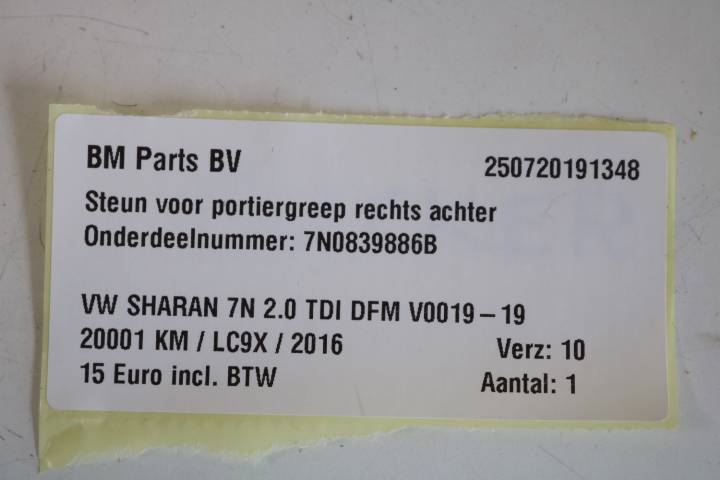 BM Parts BV 250720191348
Steun voor portiergreep rechts achter
Onderdeelnummer: 7N0839886B
VW SHARAN 7N 2.0 TDI DFM V0019-19
20001 KM / LC9X / 2016 Verz: 10
15 Euro incl. BTW Aantal: 1